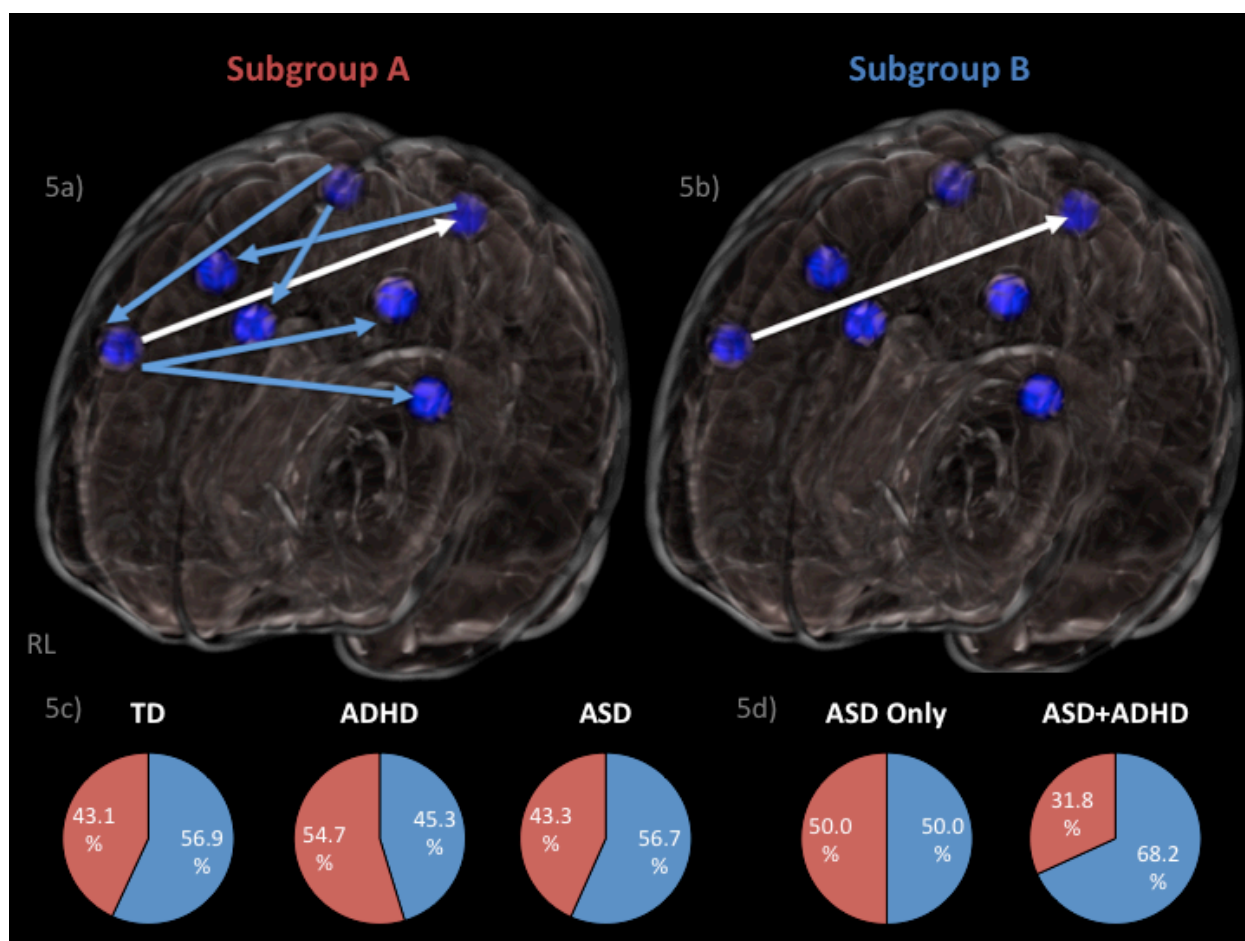 Subgroup A
Subgroup B
5a)
5b)
RL
5c)
TD
ADHD
ASD
5d)
ASD Only
ASD+ADHD
43.1
%
56.9
%
54.7
%
45.3
%
43.3
%
56.7
%
50.0
%
50.0
%
31.8
%
68.2
%